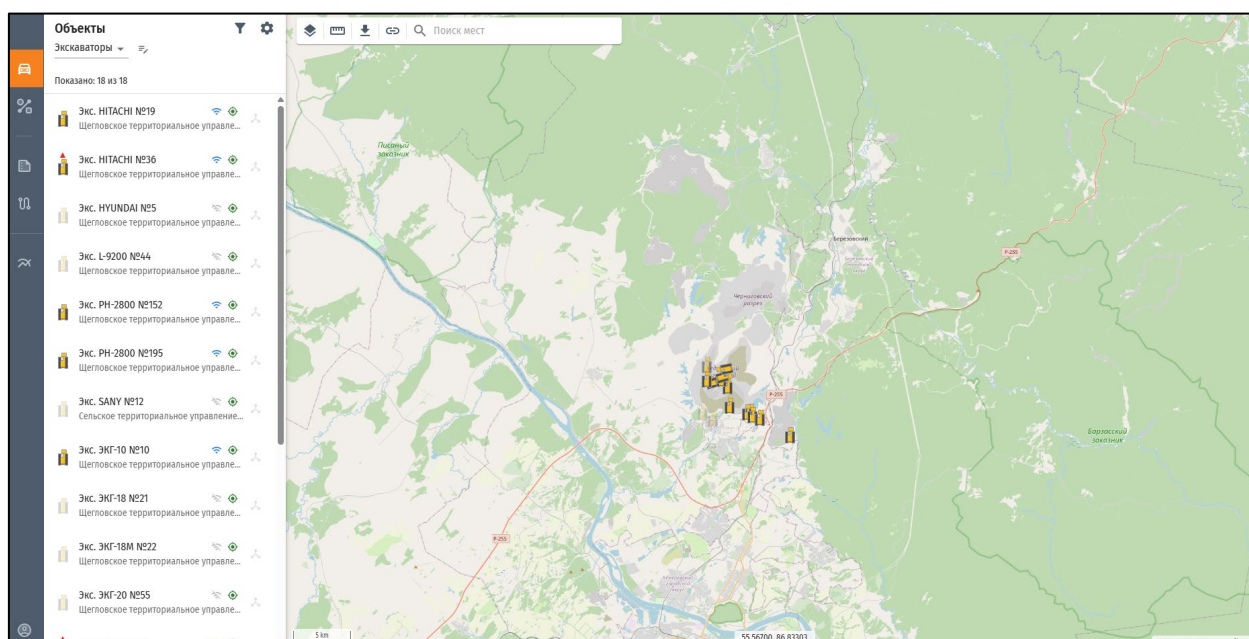 Объекты
Экскаваторы
Показано: 18 из 18
Экс. HITACHI №19
Щегловское территориальное управле...
Экс. HITACHI №36
Щегловское территориальное управле...
Экс. HYUNDAI №5
Щегловское территориальное управле...
Экс. L-9200 №44
Щегловское территориальное управле...
Экс. PH-2800 №152
Щегловское территориальное управле...
Экс. PH-2800 №195
Щегловское территориальное управле...
Экс. SANY №12
Сельское территориальное управление...
Экс. ЭКГ-10 №10
Щегловское территориальное управле...
Экс. ЭКГ-18 №21
Щегловское территориальное управле...
Экс. ЭКГ-18М №22
Щегловское территориальное управле...
Экс. ЭКГ-20 №55
Щегловское территориальное управле...
Поиск мест
Писаный
заказник
Березовский
Р-255
Черниговский
разрез
Р-255
Барзасский
заказник
Р-255
5 km
55.56700, 86.83303